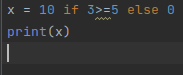 x = 10 if 3>=5 else 0
print(x)